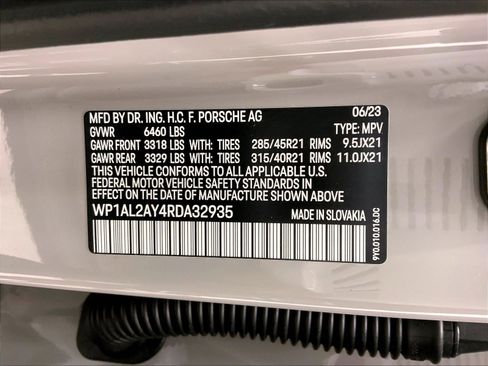 MFD BY DR. ING. H.C. F. PORSCHE AG 06/23
GVWR 6460 LBS TYPE: MPV
GAWR FRONT 3318 LBS WITH: TIRES 285/45R21 RIMS 9.5JX21
GAWR REAR 3329 LBS WITH: TIRES 315/40R21 RIMS 11.0JX21
THIS VEHICLE CONFORMS TO ALL APPLICABLE U.S.
FEDERAL MOTOR VEHICLE SAFETY STANDARDS IN
EFFECT ON THE DATE OF MANUFACTURE SHOWN ABOVE
WP1AL2AY4RDA32935 MADE IN SLOVAKIA
9Y0.010.016.DC